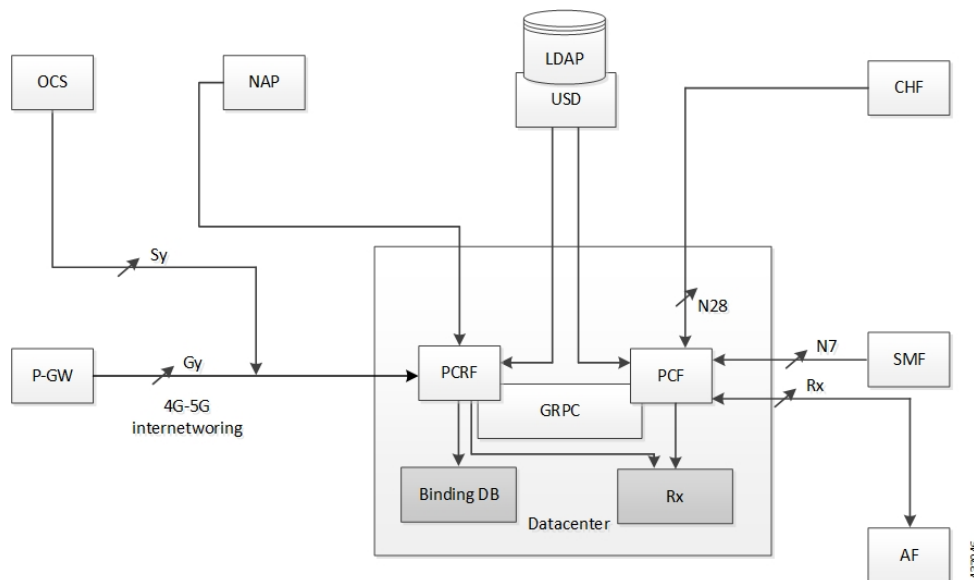 LDAP
OCS
NAP
USD
CHF
Sy
N28
Gy
N7
P-GW
PCRF
PCF
SMF
Rx
4G-5G
internetworing
GRPC
Binding DB
Rx
Datacenter
AF